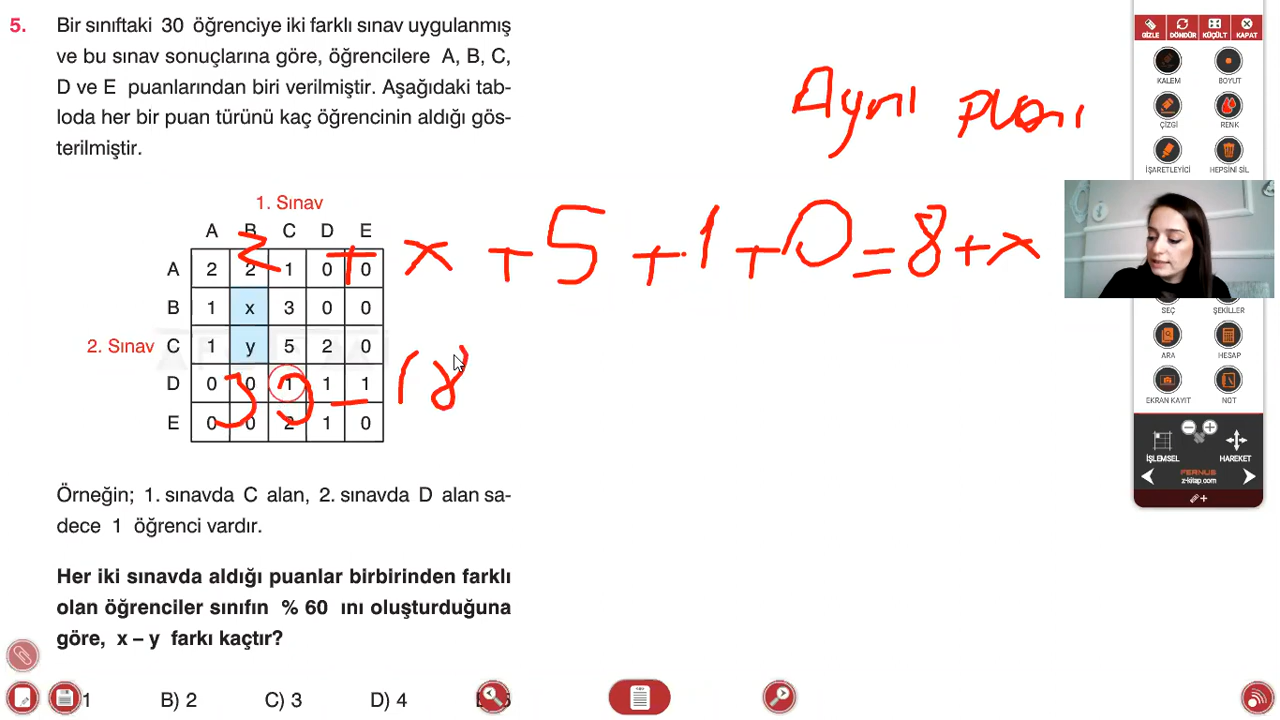 5. Bir sınıftaki 30 öğrenciye iki farklı sınav uygulanmış
ve bu sınav sonuçlarına göre, öğrencilere A, B, C,
D ve E puanlarından biri verilmiştir. Aşağıdaki tab-
loda her bir puan türünü kaç öğrencinin aldığı gös-
terilmiştir.
Aynı puanı
1. Sınav
A B C D E
2 + x + 5 + 1 + 0 = 8 + x
A 2 2 1 0 0
B 1 x 3 0 0
2. Sınav C 1 y 5 2 0
D 0 0 1 1 1
E 0 0 2 1 0
39 - 18
Örneğin; 1. sınavda C alan, 2. sınavda D alan sa-
dece 1 öğrenci vardır.
Her iki sınavda aldığı puanlar birbirinden farklı
olan öğrenciler sınıfın % 60 ını oluşturduğuna
göre, x – y farkı kaçtır?
1 B) 2 C) 3 D) 4
GİZLE DÖNDÜR KÜÇÜLT KAPAT
KALEM BOYUT
ÇİZGİ RENK
İŞARETLEYİCİ HEPSİNİ SİL
SEÇ ŞEKİLLER
ARA HESAP
EKRAN KAYIT NOT
İŞLEMSEL HAREKET
FERNUS
z-kitap.com